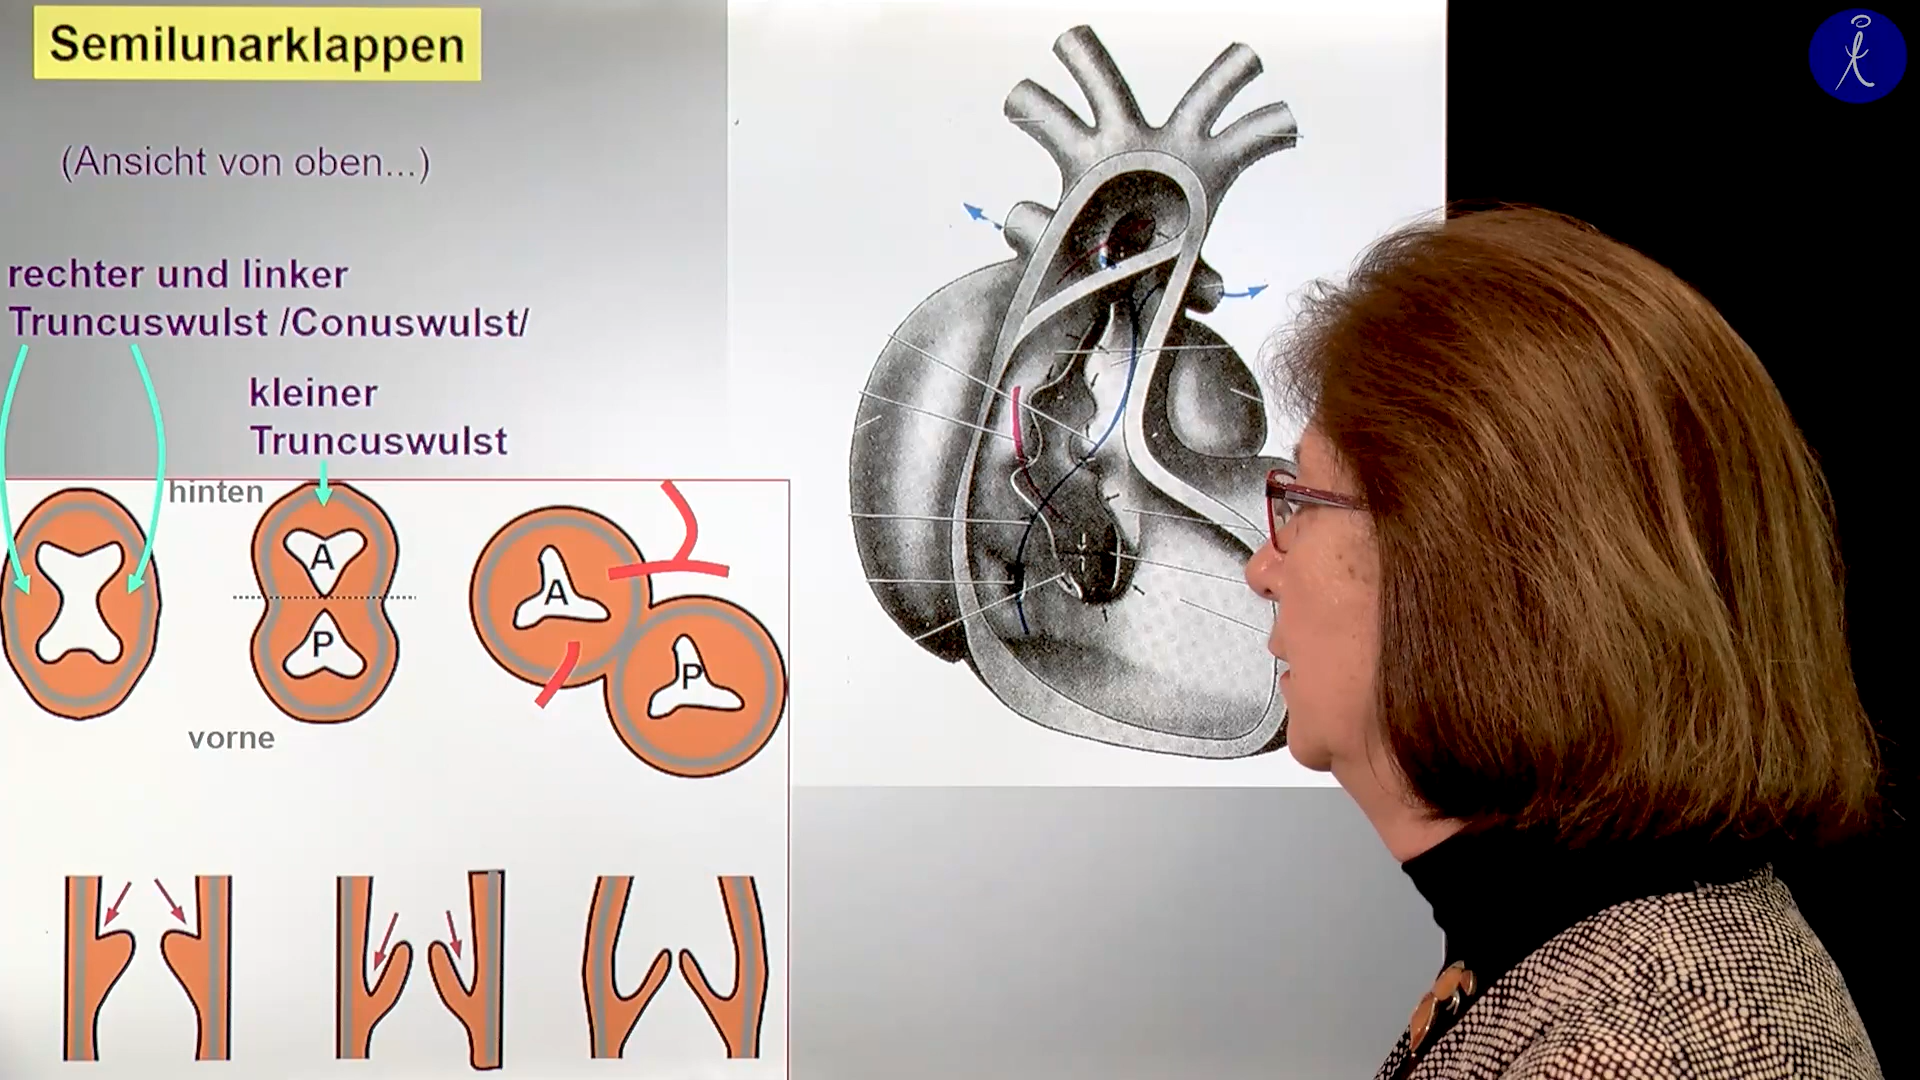 Semilunarklappen
(Ansicht von oben...)
rechter und linker
Truncuswulst /Conuswulst/
kleiner
Truncuswulst
hinten
A
P
A
P
vorne